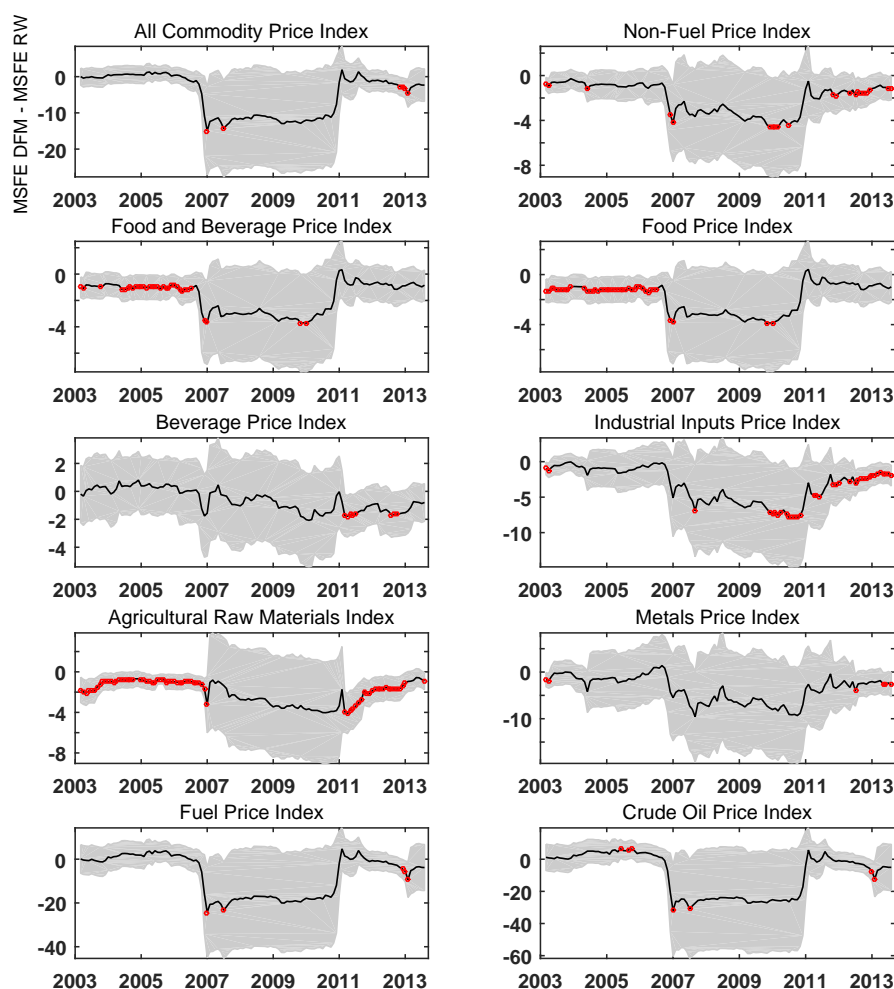 All Commodity Price Index
MSFE DFM - MSFE RW
0
-10
-20
2003 2005 2007 2009 2011 2013
Non-Fuel Price Index
0
-4
-8
2003 2005 2007 2009 2011 2013
Food and Beverage Price Index
0
-4
2003 2005 2007 2009 2011 2013
Food Price Index
0
-4
2003 2005 2007 2009 2011 2013
Beverage Price Index
2
0
-2
-4
2003 2005 2007 2009 2011 2013
Industrial Inputs Price Index
0
-5
-10
2003 2005 2007 2009 2011 2013
Agricultural Raw Materials Index
0
-4
-8
2003 2005 2007 2009 2011 2013
Metals Price Index
0
-10
2003 2005 2007 2009 2011 2013
Fuel Price Index
0
-20
-40
2003 2005 2007 2009 2011 2013
Crude Oil Price Index
0
-20
-40
-60
2003 2005 2007 2009 2011 2013